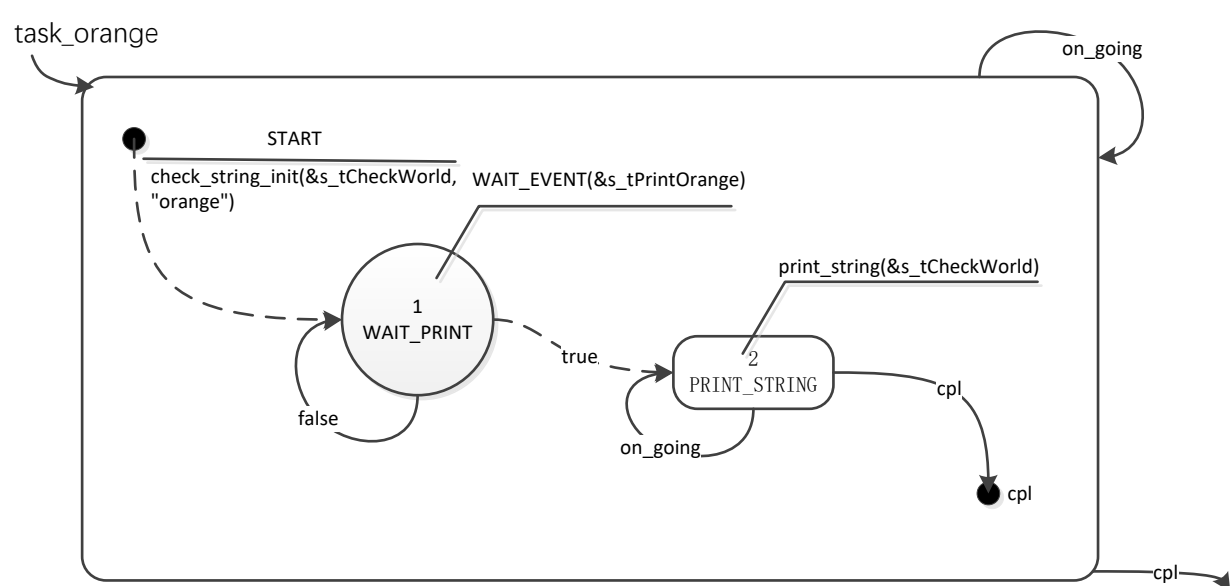 task_orange
on_going
START
check_string_init(&s_tCheckWorld,
"orange")
WAIT_EVENT(&s_tPrintOrange)
print_string(&s_tCheckWorld)
1
WAIT_PRINT
true
2
PRINT_STRING
false
on_going
cpl
cpl
cpl